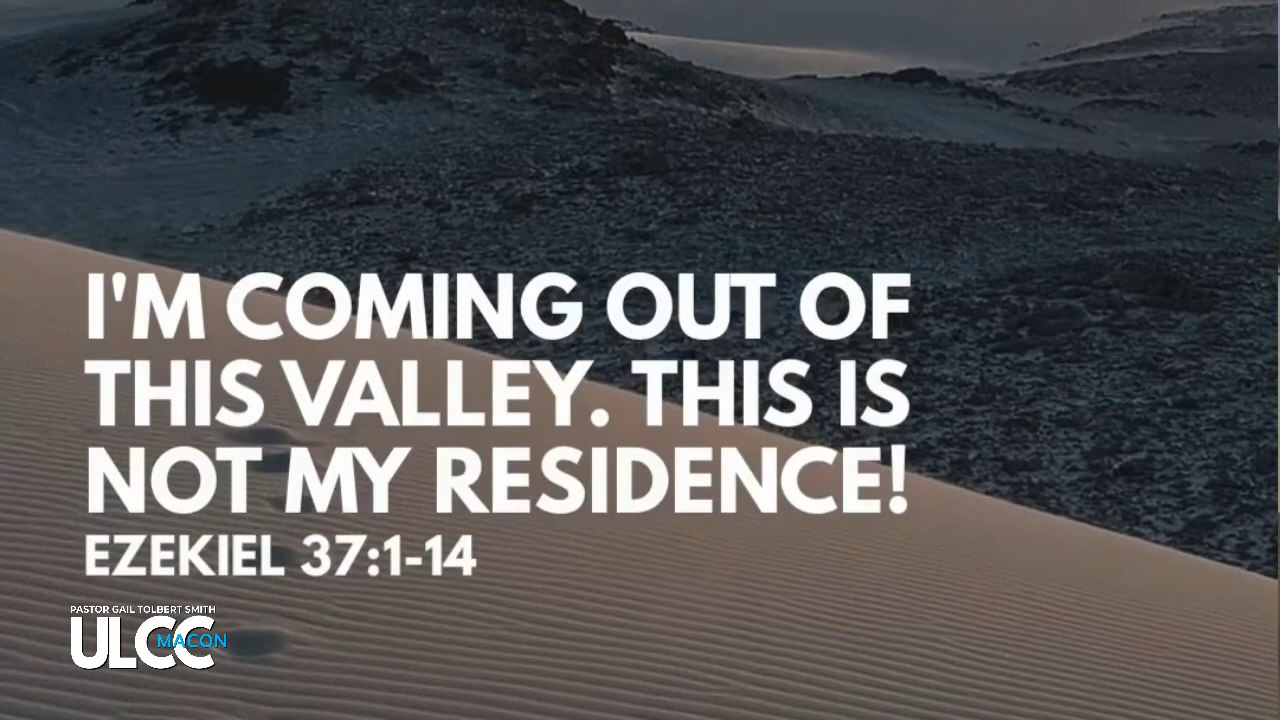 I'M COMING OUT OF
THIS VALLEY. THIS IS
NOT MY RESIDENCE!
EZEKIEL 37:1-14
PASTOR GAIL TOLBERT SMITH
ULCC MACON